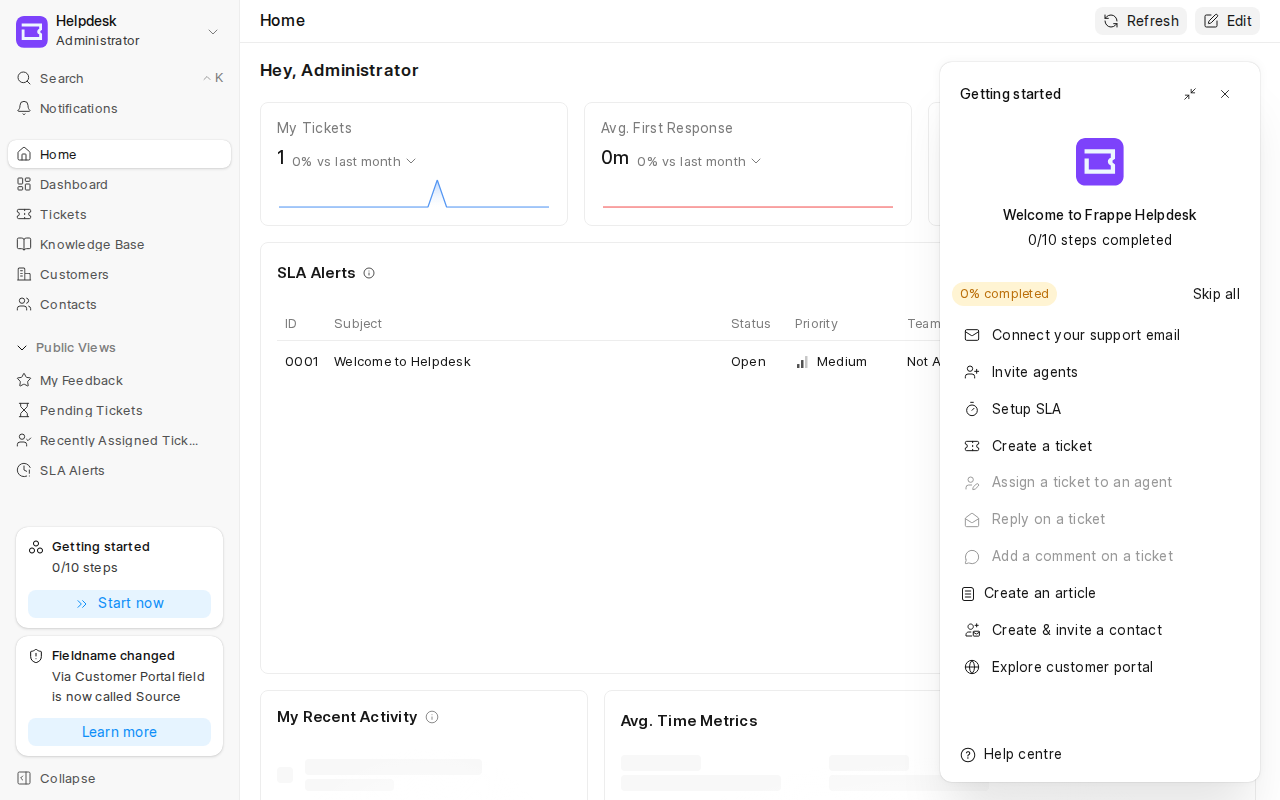 Helpdesk
Administrator
Search
K
Notifications
Home
Dashboard
Tickets
Knowledge Base
Customers
Contacts
Public Views
My Feedback
Pending Tickets
Recently Assigned Tick...
SLA Alerts
Getting started
0/10 steps
Start now
Fieldname changed
Via Customer Portal field
is now called Source
Learn more
Collapse
Home
Refresh
Edit
Hey, Administrator
My Tickets
1 0% vs last month
Avg. First Response
0m 0% vs last month
SLA Alerts
ID Subject Status Priority Team
0001 Welcome to Helpdesk Open Medium Not A
My Recent Activity
Avg. Time Metrics
Getting started
Welcome to Frappe Helpdesk
0/10 steps completed
0% completed
Skip all
Connect your support email
Invite agents
Setup SLA
Create a ticket
Assign a ticket to an agent
Reply on a ticket
Add a comment on a ticket
Create an article
Create & invite a contact
Explore customer portal
Help centre